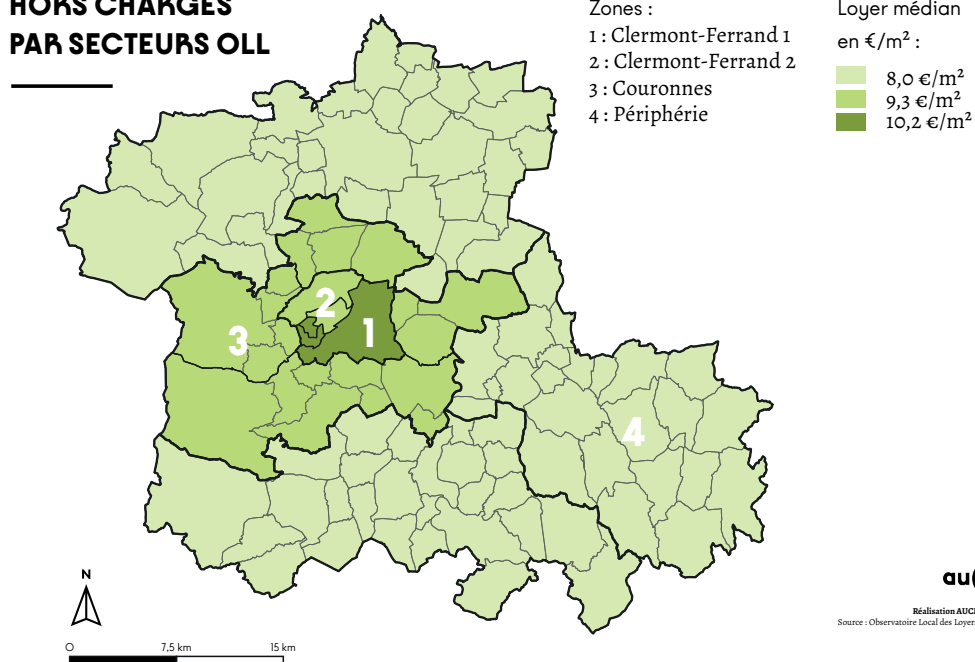 HORS CHARGES
PAR SECTEURS OLL
Zones :
1 : Clermont-Ferrand 1
2 : Clermont-Ferrand 2
3 : Couronnes
4 : Périphérie
Loyer médian
en €/m² :
8,0 €/m²
9,3 €/m²
10,2 €/m²
2
1
3
4
N
0
7,5 km
15 km
Réalisation
Source : Observatoire Local des Loyers